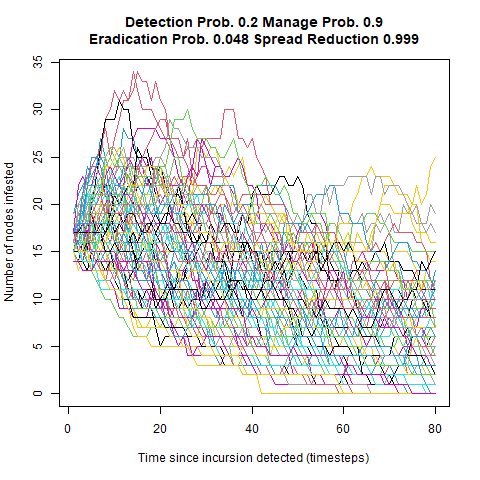 Detection Prob. 0.2 Manage Prob. 0.9
Eradication Prob. 0.048 Spread Reduction 0.999
Number of nodes infested
35
30
25
20
15
10
5
0
0 20 40 60 80
Time since incursion detected (timesteps)